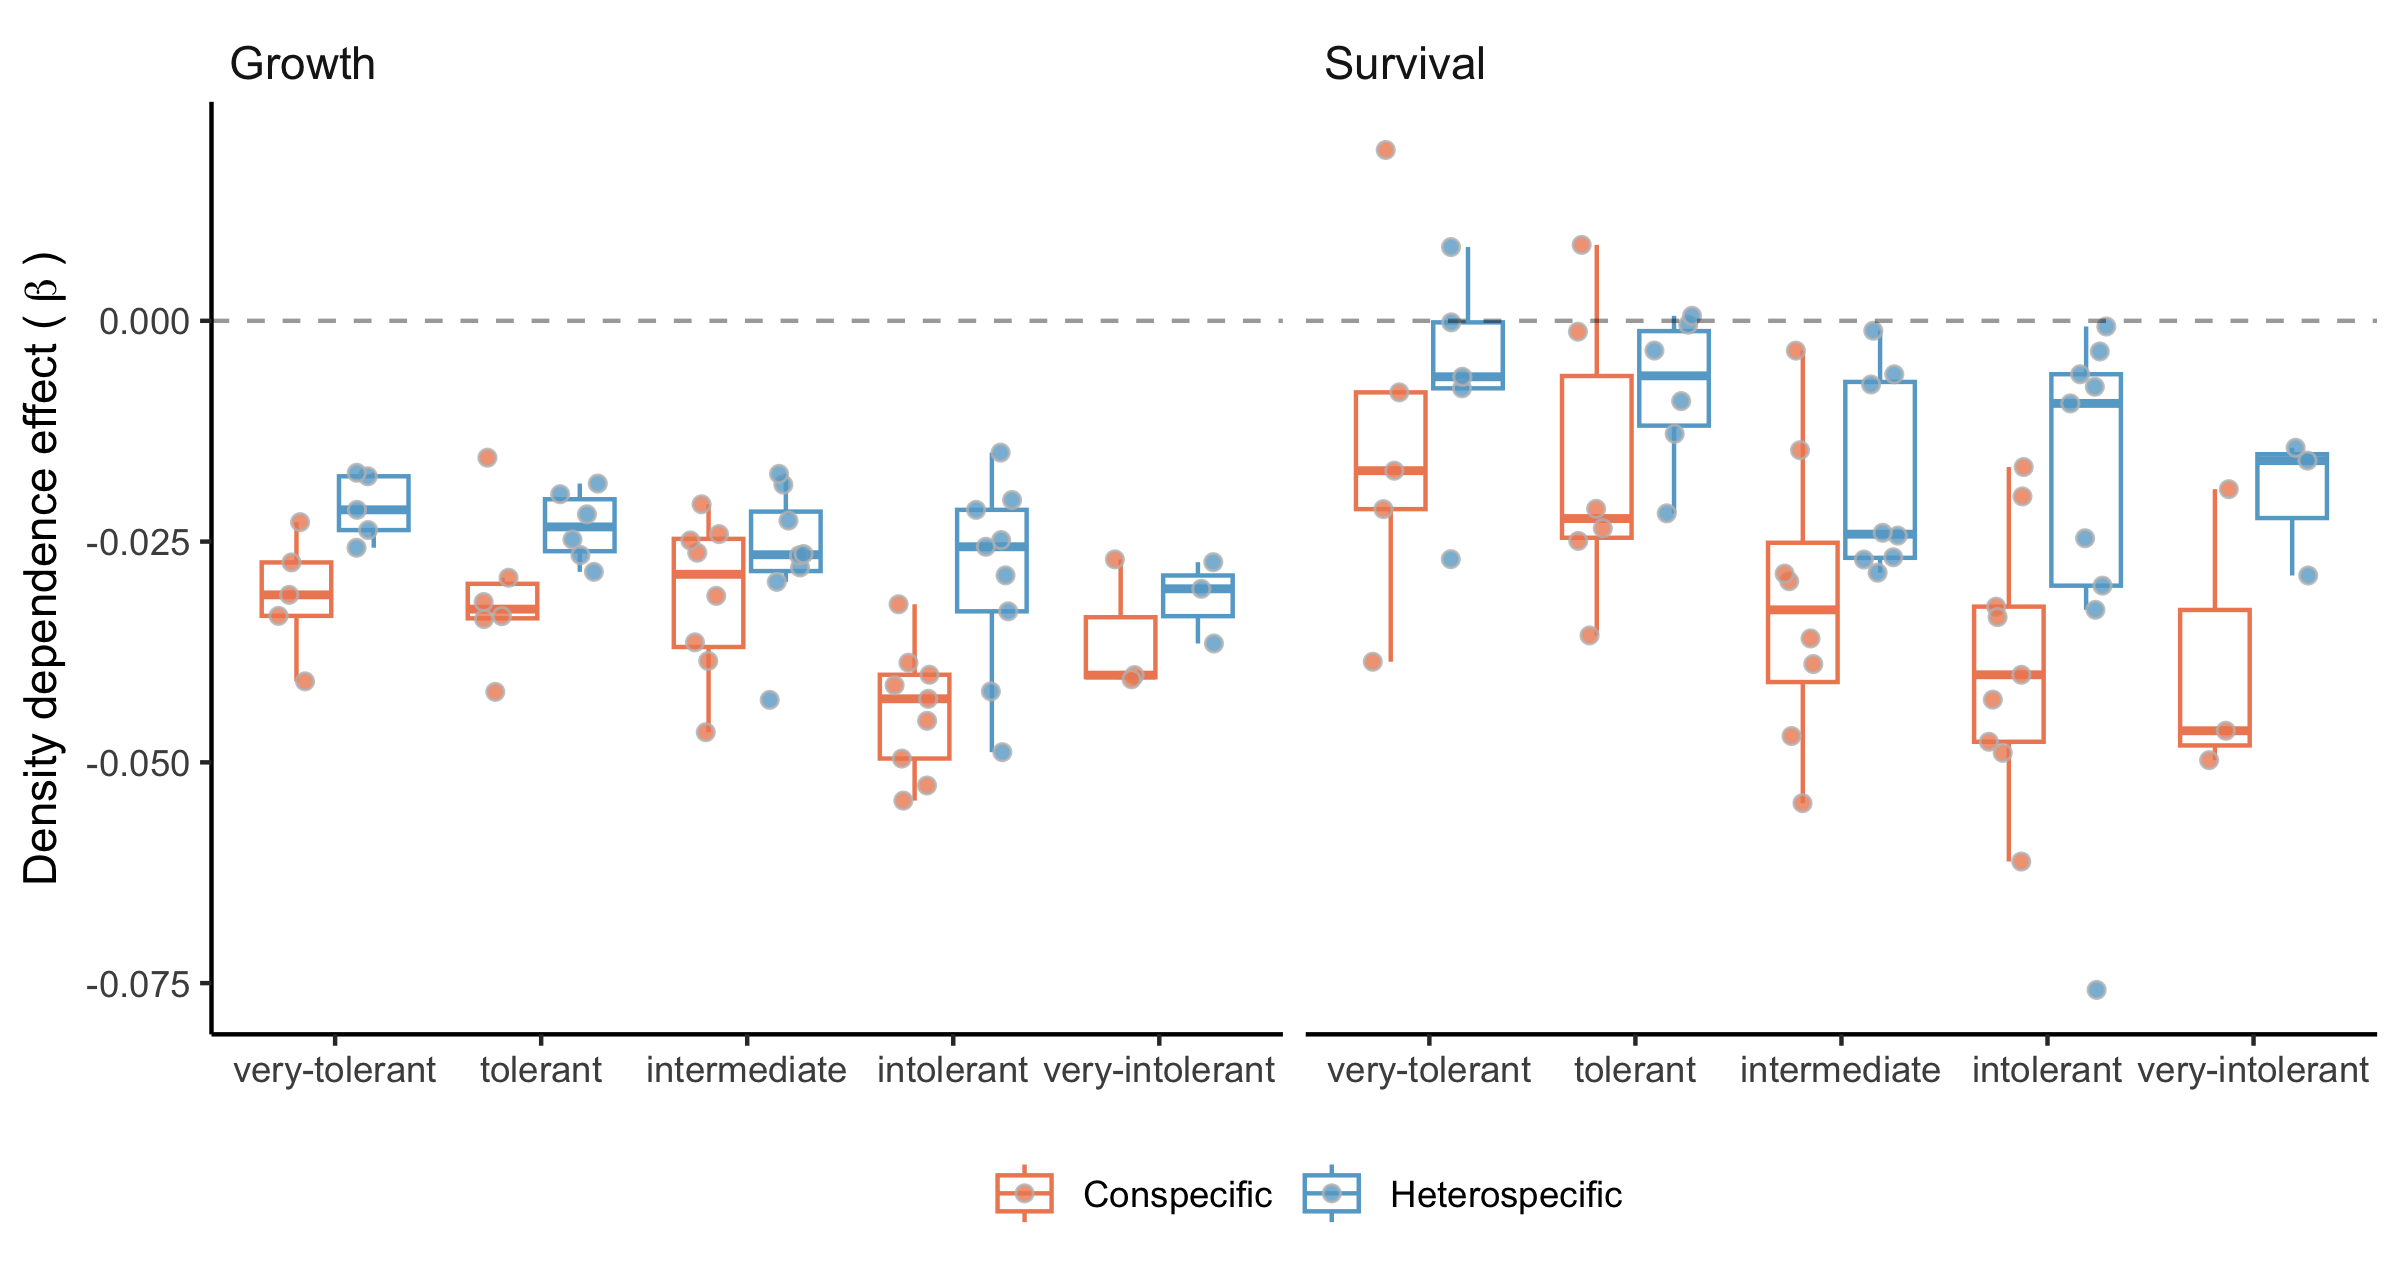 Growth
Survival
Density dependence effect ( β )
0.000
-0.025
-0.050
-0.075
very-tolerant tolerant intermediate intolerant very-intolerant
very-tolerant tolerant intermediate intolerant very-intolerant
Conspecific Heterospecific